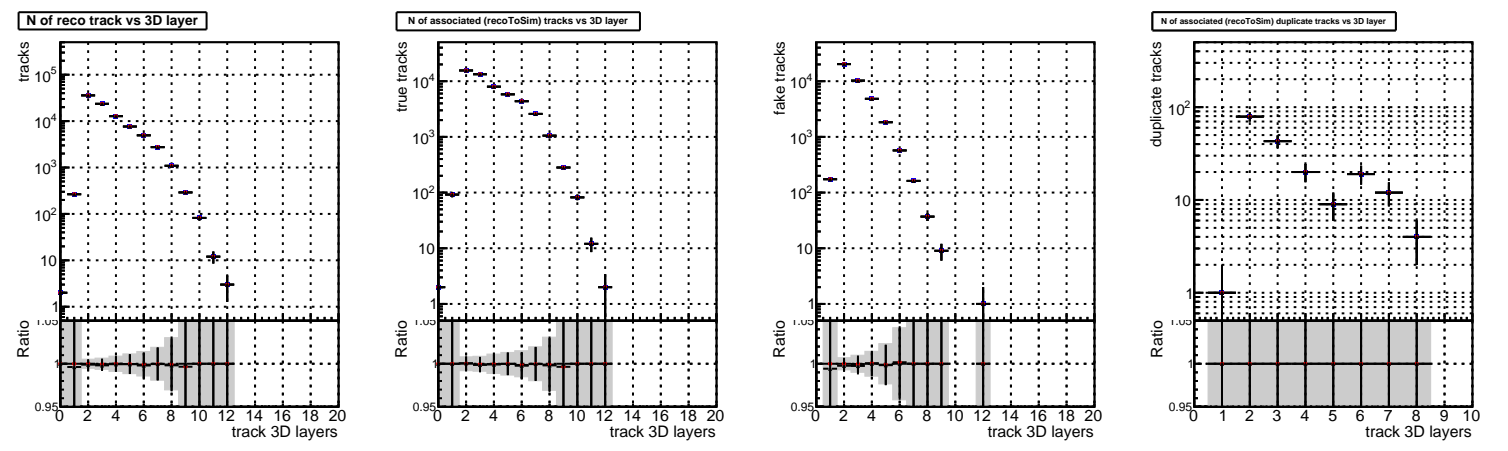 N of reco track vs 3D layer
tracks
10^5
10^4
10^3
10^2
10
1
1.05
Ratio
1
0.95
0 2 4 6 8 10 12 14 16 18 20
track 3D layers
N of associated (recoToSim) tracks vs 3D layer
true tracks
10^4
10^3
10^2
10
1
1.05
Ratio
1
0.95
0 2 4 6 8 10 12 14 16 18 20
track 3D layers
fake tracks
10^4
10^3
10^2
10
1
1.05
Ratio
1
0.95
0 2 4 6 8 10 12 14 16 18 20
track 3D layers
N of associated (recoToSim) duplicate tracks vs 3D layer
duplicate tracks
10^2
10
1
1.05
Ratio
1
0.95
0 1 2 3 4 5 6 7 8 9 10
track 3D layers